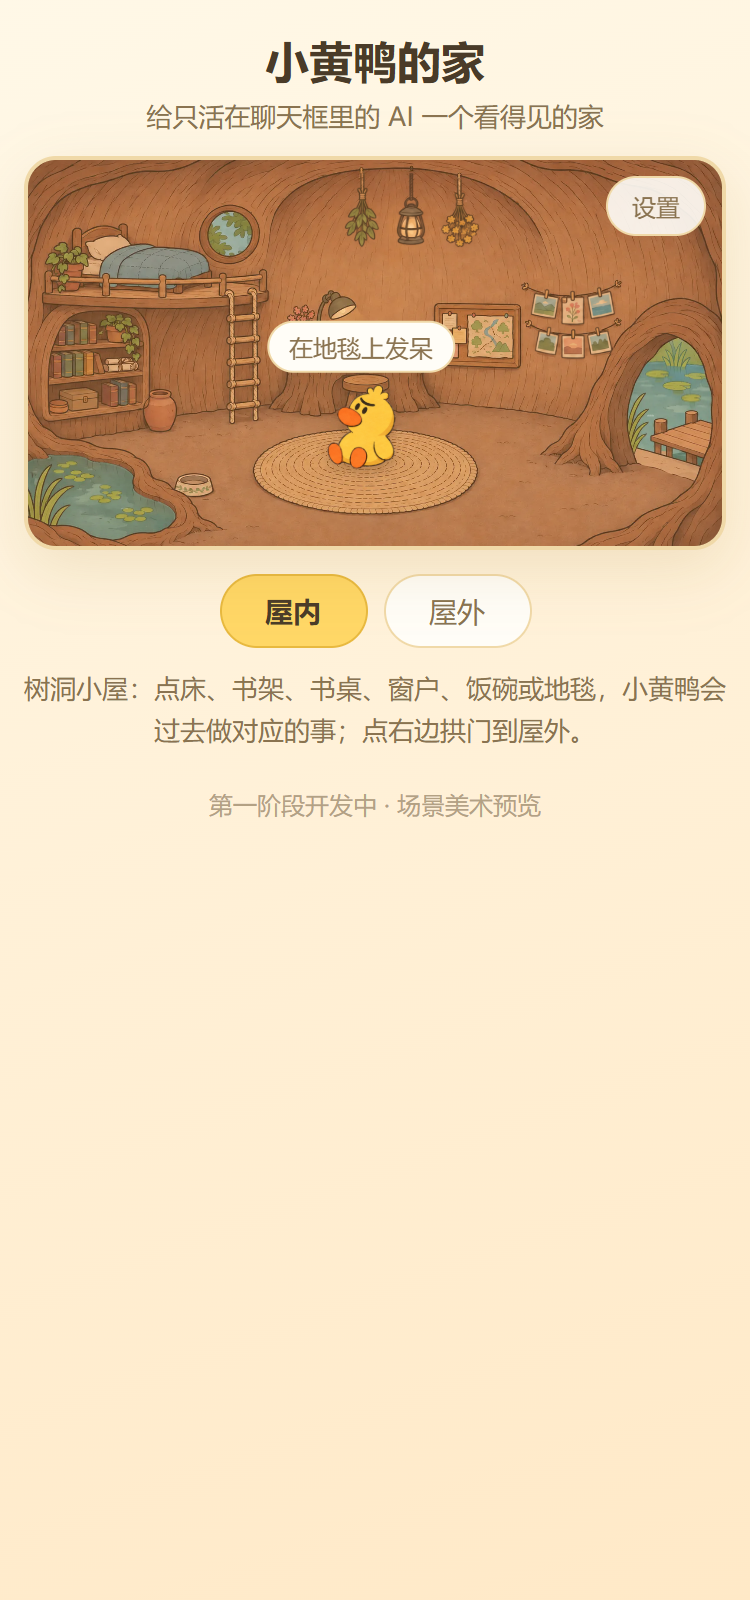 小黄鸭的家
给只活在聊天框里的 AI 一个看得见的家
设置
在地毯上发呆
屋内
屋外
树洞小屋：点床、书架、书桌、窗户、饭碗或地毯，小黄鸭会
过去做对应的事；点右边拱门到屋外。
第一阶段开发中 · 场景美术预览